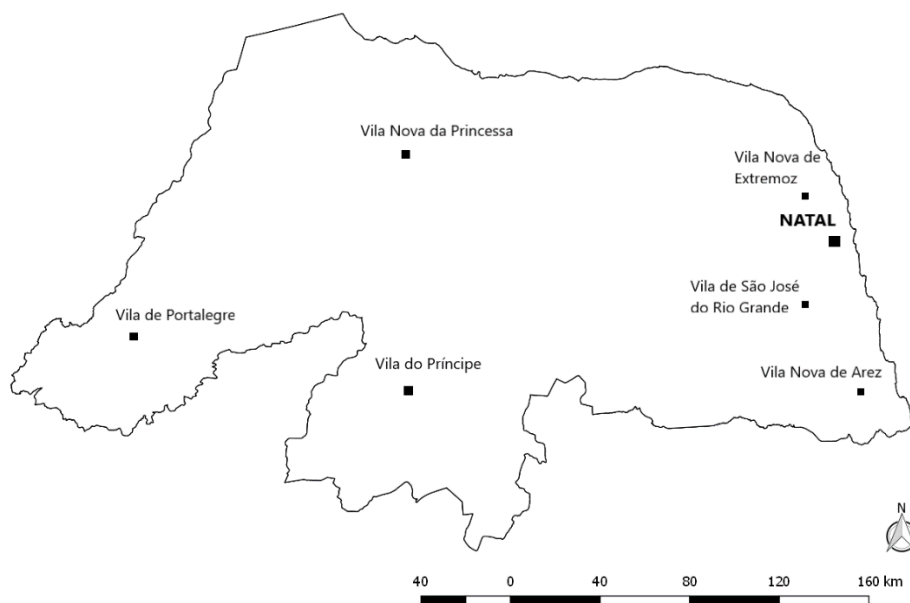 Vila Nova da Princessa
Vila Nova de
Extremoz
NATAL
Vila de São José
do Rio Grande
Vila de Portalegre
Vila do Príncipe
Vila Nova de Arez
N
40 0 40 80 120 160 km